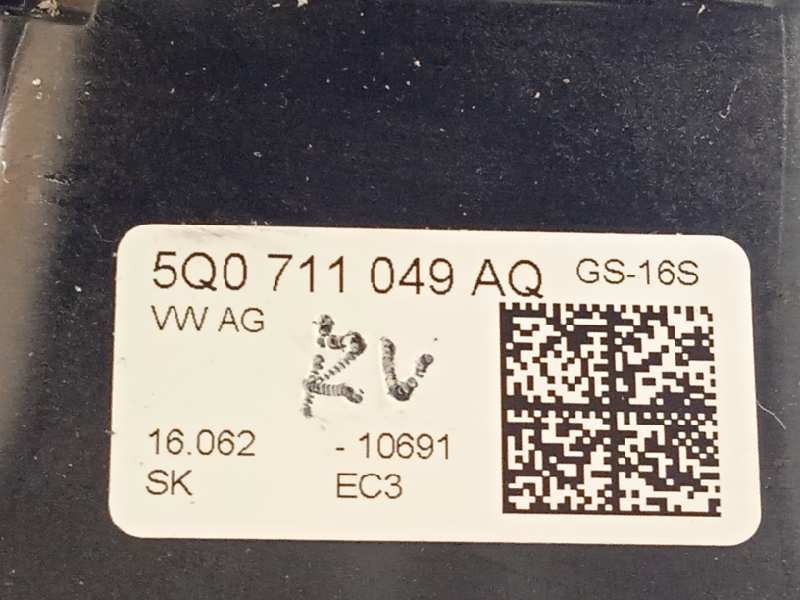 5Q0 711 049 AQ GS-16S
VW AG
RV
16.062 - 10691
SK EC3